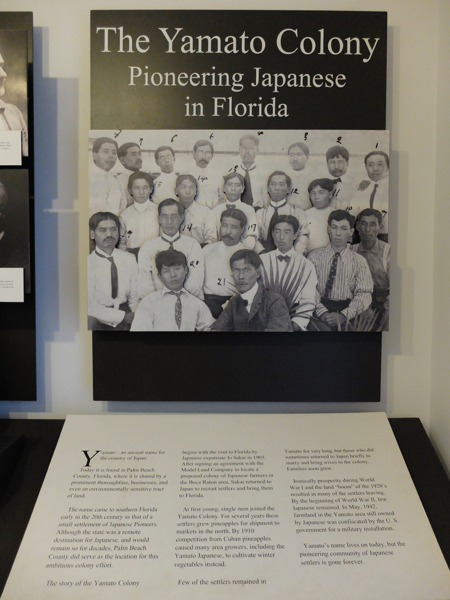 The Yamato Colony
Pioneering Japanese
in Florida
Yamato - an ancient name for
the country of Japan.
Today it is found in Palm Beach
County, Florida, where it is shared by a
prominent thoroughfare, businesses, and
even an environmentally-sensitive tract
of land.
The name came to southern Florida
early in the 20th century as that of a
small settlement of Japanese Pioneers.
Although the state was a remote
destination for Japanese, and would
remain so for decades, Palm Beach
County did serve as the location for this
ambitious colony effort.
The story of the Yamato Colony
begins with the visit to Florida by
Japanese expatriate Jo Sakai in 1903.
After signing an agreement with the
Model Land Company to locate a
proposed colony of Japanese farmers in
the Boca Raton area, Sakai returned to
Japan to recruit settlers and bring them
to Florida.
At first young, single men joined the
Yamato Colony. For several years these
settlers grew pineapples for shipment to
markets in the north. By 1910
competition from Cuban pineapples
caused many area growers, including the
Yamato Japanese, to cultivate winter
vegetables instead.
Few of the settlers remained in
Yamato for very long, but those who did
sometimes returned to Japan briefly to
marry and bring wives to the colony.
Families soon grew.
Ironically prosperity during World
War I and the land "boom" of the 1920's
resulted in many of the settlers leaving.
By the beginning of World War II, few
Japanese remained. In May, 1942,
farmland in the Yamato area still owned
by Japanese was confiscated by the U. S.
government for a military installation.
Yamato's name lives on today, but the
pioneering community of Japanese
settlers is gone forever.